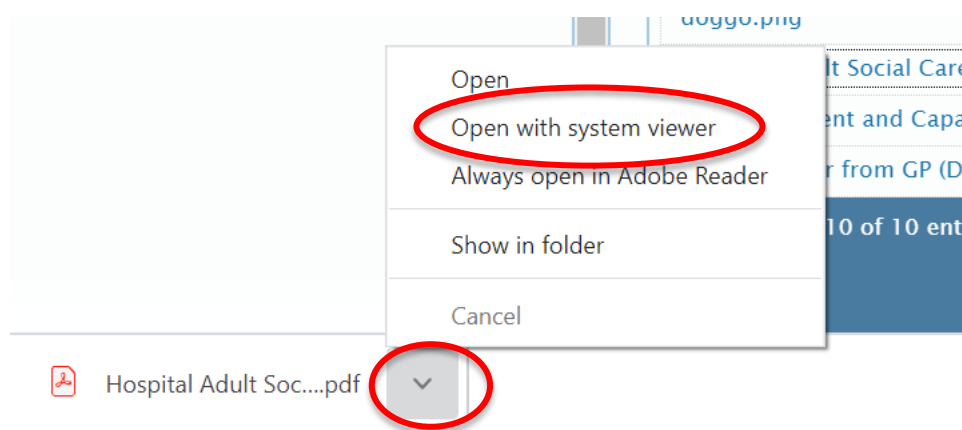 doggo.png
Open
lt Social Care
Open with system viewer
ent and Capa
Always open in Adobe Reader
r from GP (D
Show in folder
10 of 10 ent
Cancel
Hospital Adult Soc....pdf